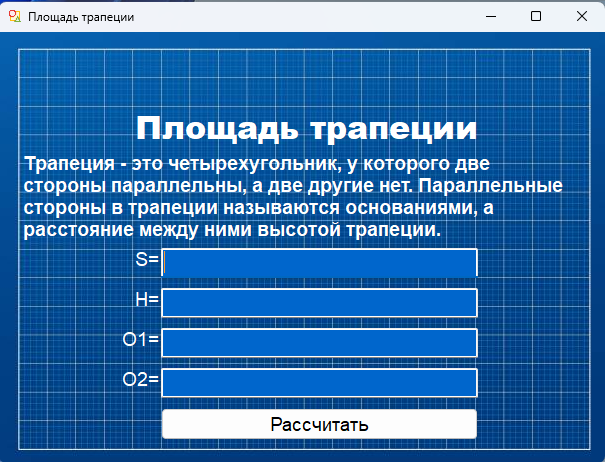 Площадь трапеции
Площадь трапеции
Трапеция - это четырехугольник, у которого две
стороны параллельны, а две другие нет. Параллельные
стороны в трапеции называются основаниями, а
расстояние между ними высотой трапеции.
S=
H=
O1=
O2=
Рассчитать